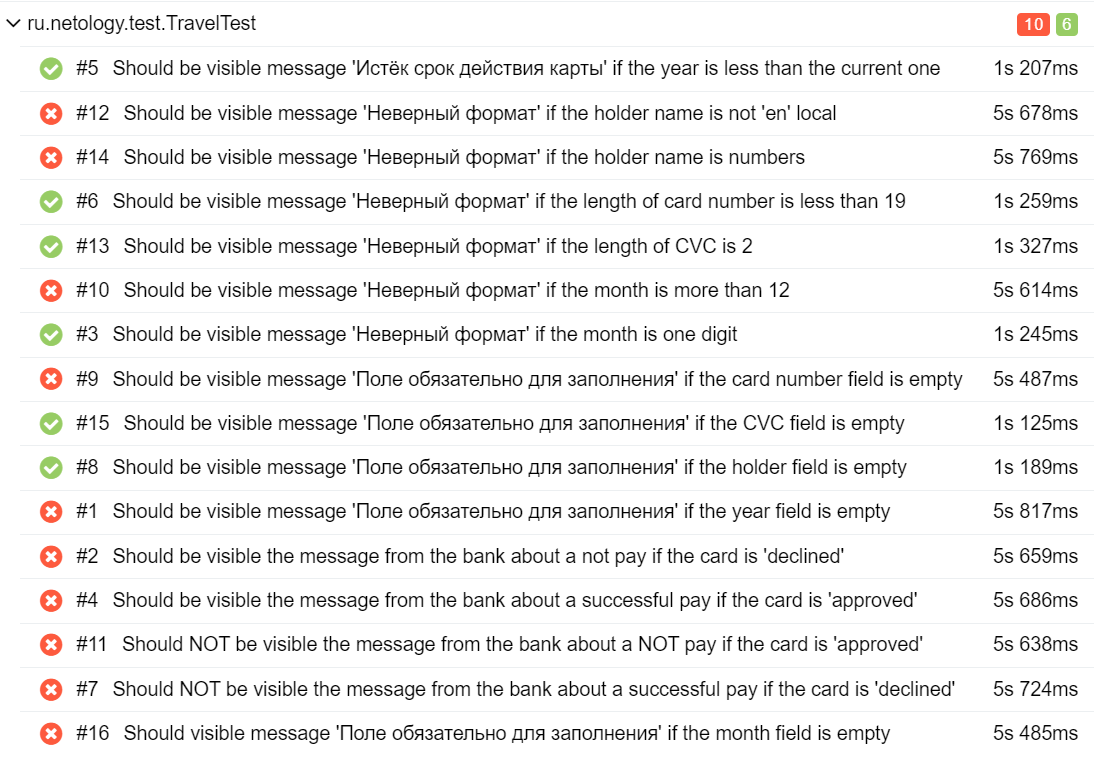 ru.netology.test.TravelTest 10 6
#5 Should be visible message 'Истёк срок действия карты' if the year is less than the current one 1s 207ms
#12 Should be visible message 'Неверный формат' if the holder name is not 'en' local 5s 678ms
#14 Should be visible message 'Неверный формат' if the holder name is numbers 5s 769ms
#6 Should be visible message 'Неверный формат' if the length of card number is less than 19 1s 259ms
#13 Should be visible message 'Неверный формат' if the length of CVC is 2 1s 327ms
#10 Should be visible message 'Неверный формат' if the month is more than 12 5s 614ms
#3 Should be visible message 'Неверный формат' if the month is one digit 1s 245ms
#9 Should be visible message 'Поле обязательно для заполнения' if the card number field is empty 5s 487ms
#15 Should be visible message 'Поле обязательно для заполнения' if the CVC field is empty 1s 125ms
#8 Should be visible message 'Поле обязательно для заполнения' if the holder field is empty 1s 189ms
#1 Should be visible message 'Поле обязательно для заполнения' if the year field is empty 5s 817ms
#2 Should be visible the message from the bank about a not pay if the card is 'declined' 5s 659ms
#4 Should be visible the message from the bank about a successful pay if the card is 'approved' 5s 686ms
#11 Should NOT be visible the message from the bank about a NOT pay if the card is 'approved' 5s 638ms
#7 Should NOT be visible the message from the bank about a successful pay if the card is 'declined' 5s 724ms
#16 Should visible message 'Поле обязательно для заполнения' if the month field is empty 5s 485ms